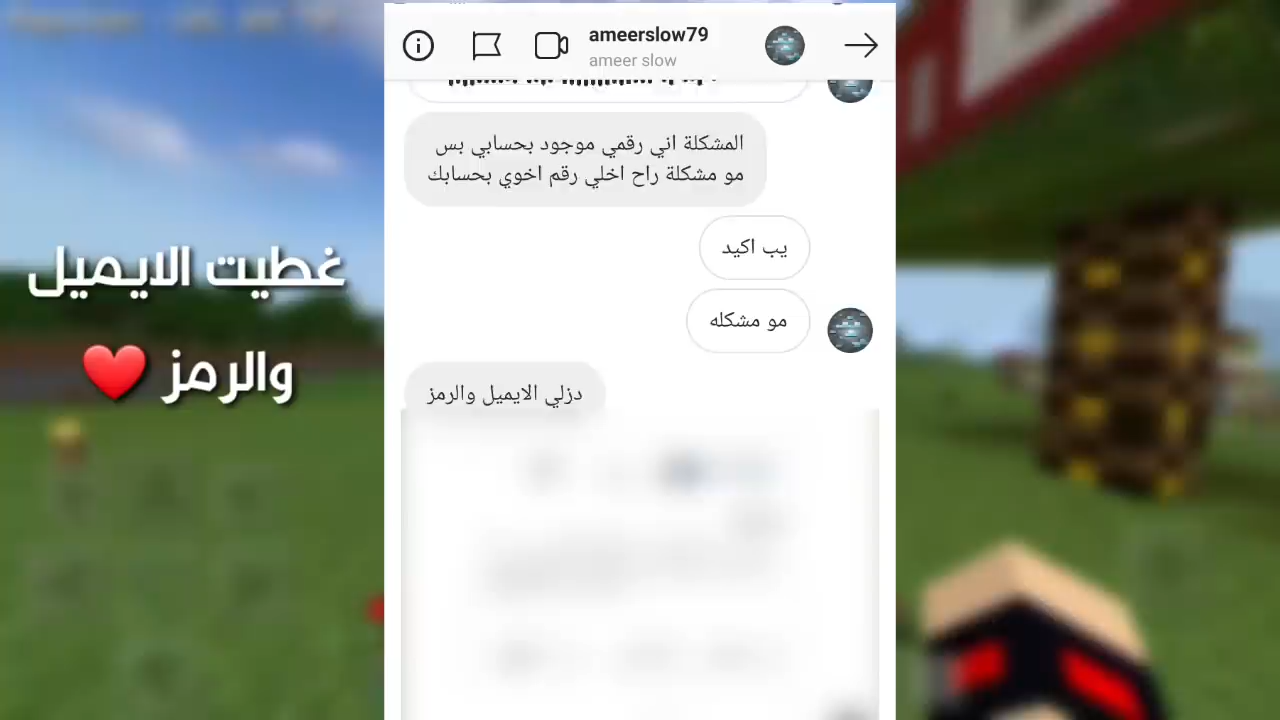 ameerslow79
ameer slow
المشكلة اني رقمي موجود بحسابي بس
مو مشكلة راح اخلي رقم اخوي بحسابك
يب اكيد
مو مشكله
دزلي الايميل والرمز
غطيت الايميل
والرمز ❤️